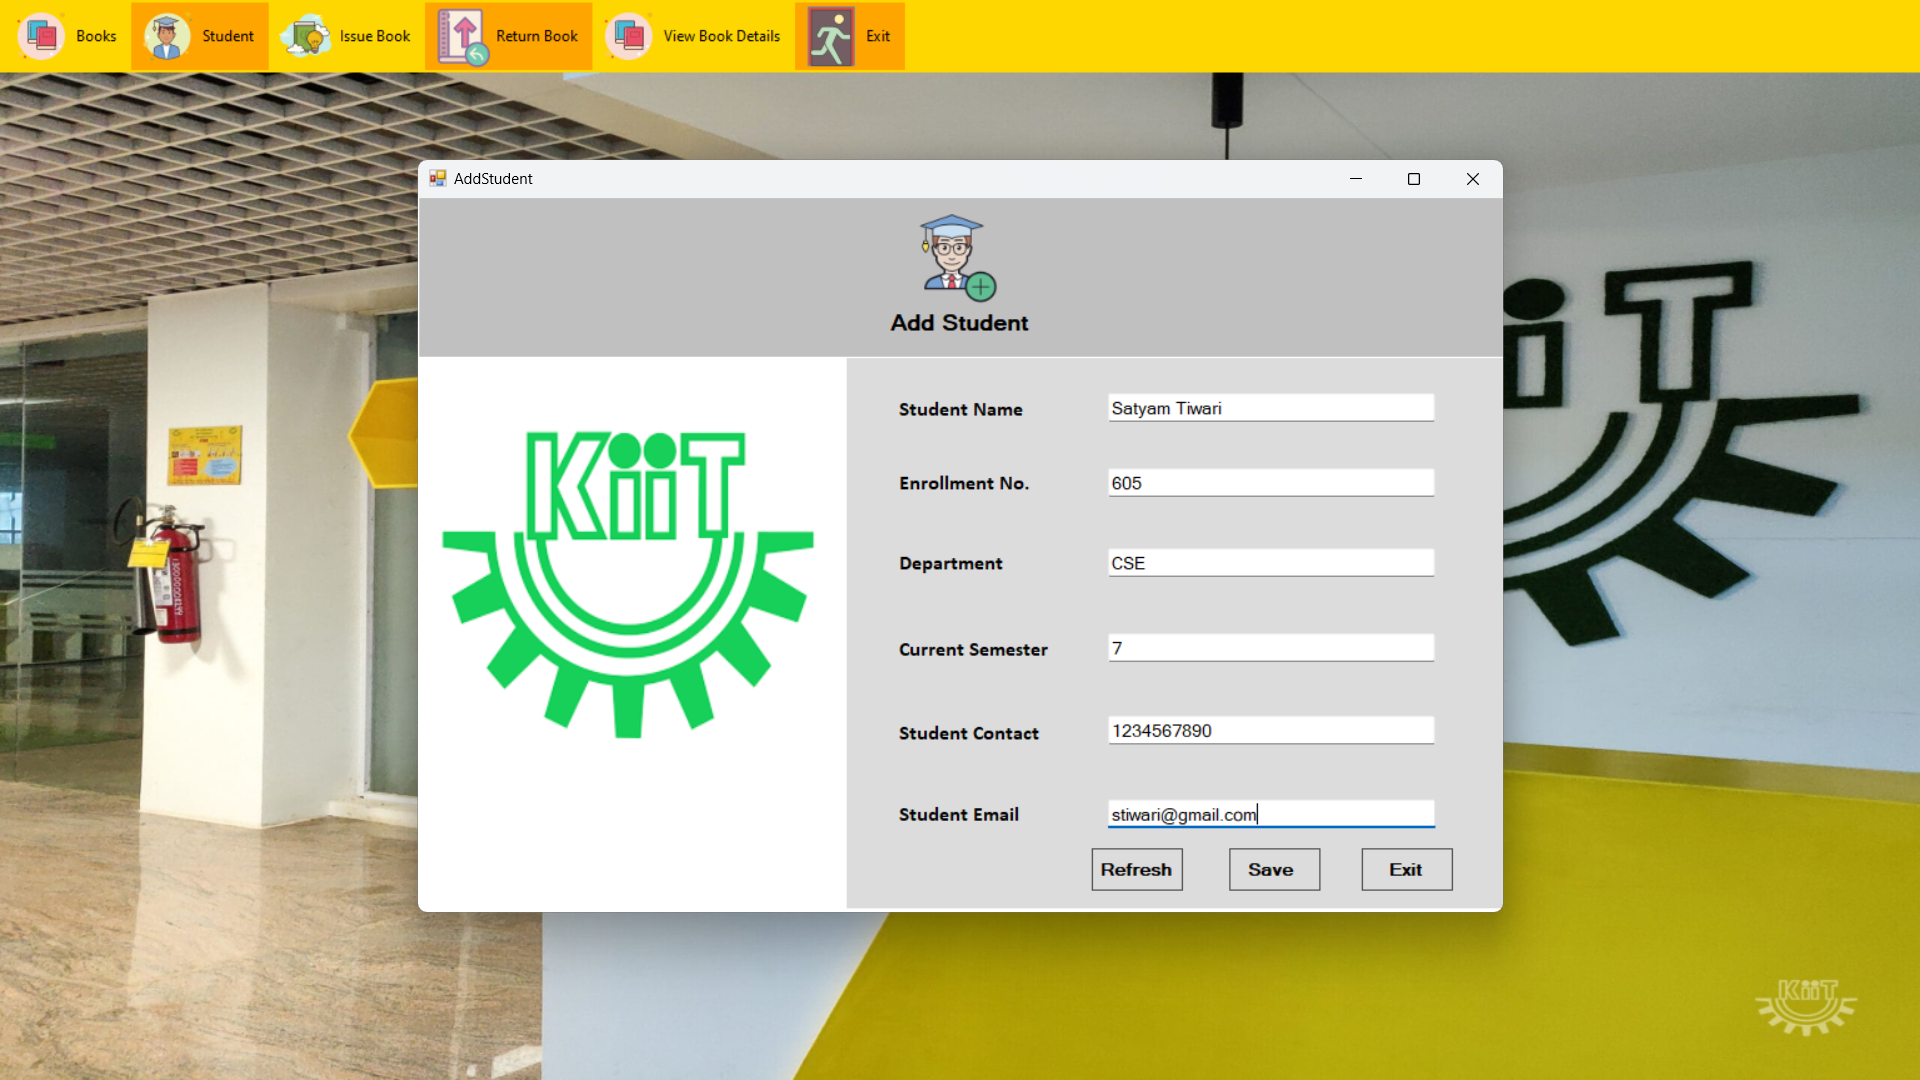 Books
Student
Issue Book
Return Book
View Book Details
Exit
AddStudent
Add Student
KiiT
Student Name
Satyam Tiwari
Enrollment No.
605
Department
CSE
Current Semester
7
Student Contact
1234567890
Student Email
stiwari@gmail.com
Refresh
Save
Exit
iiT
KiiT